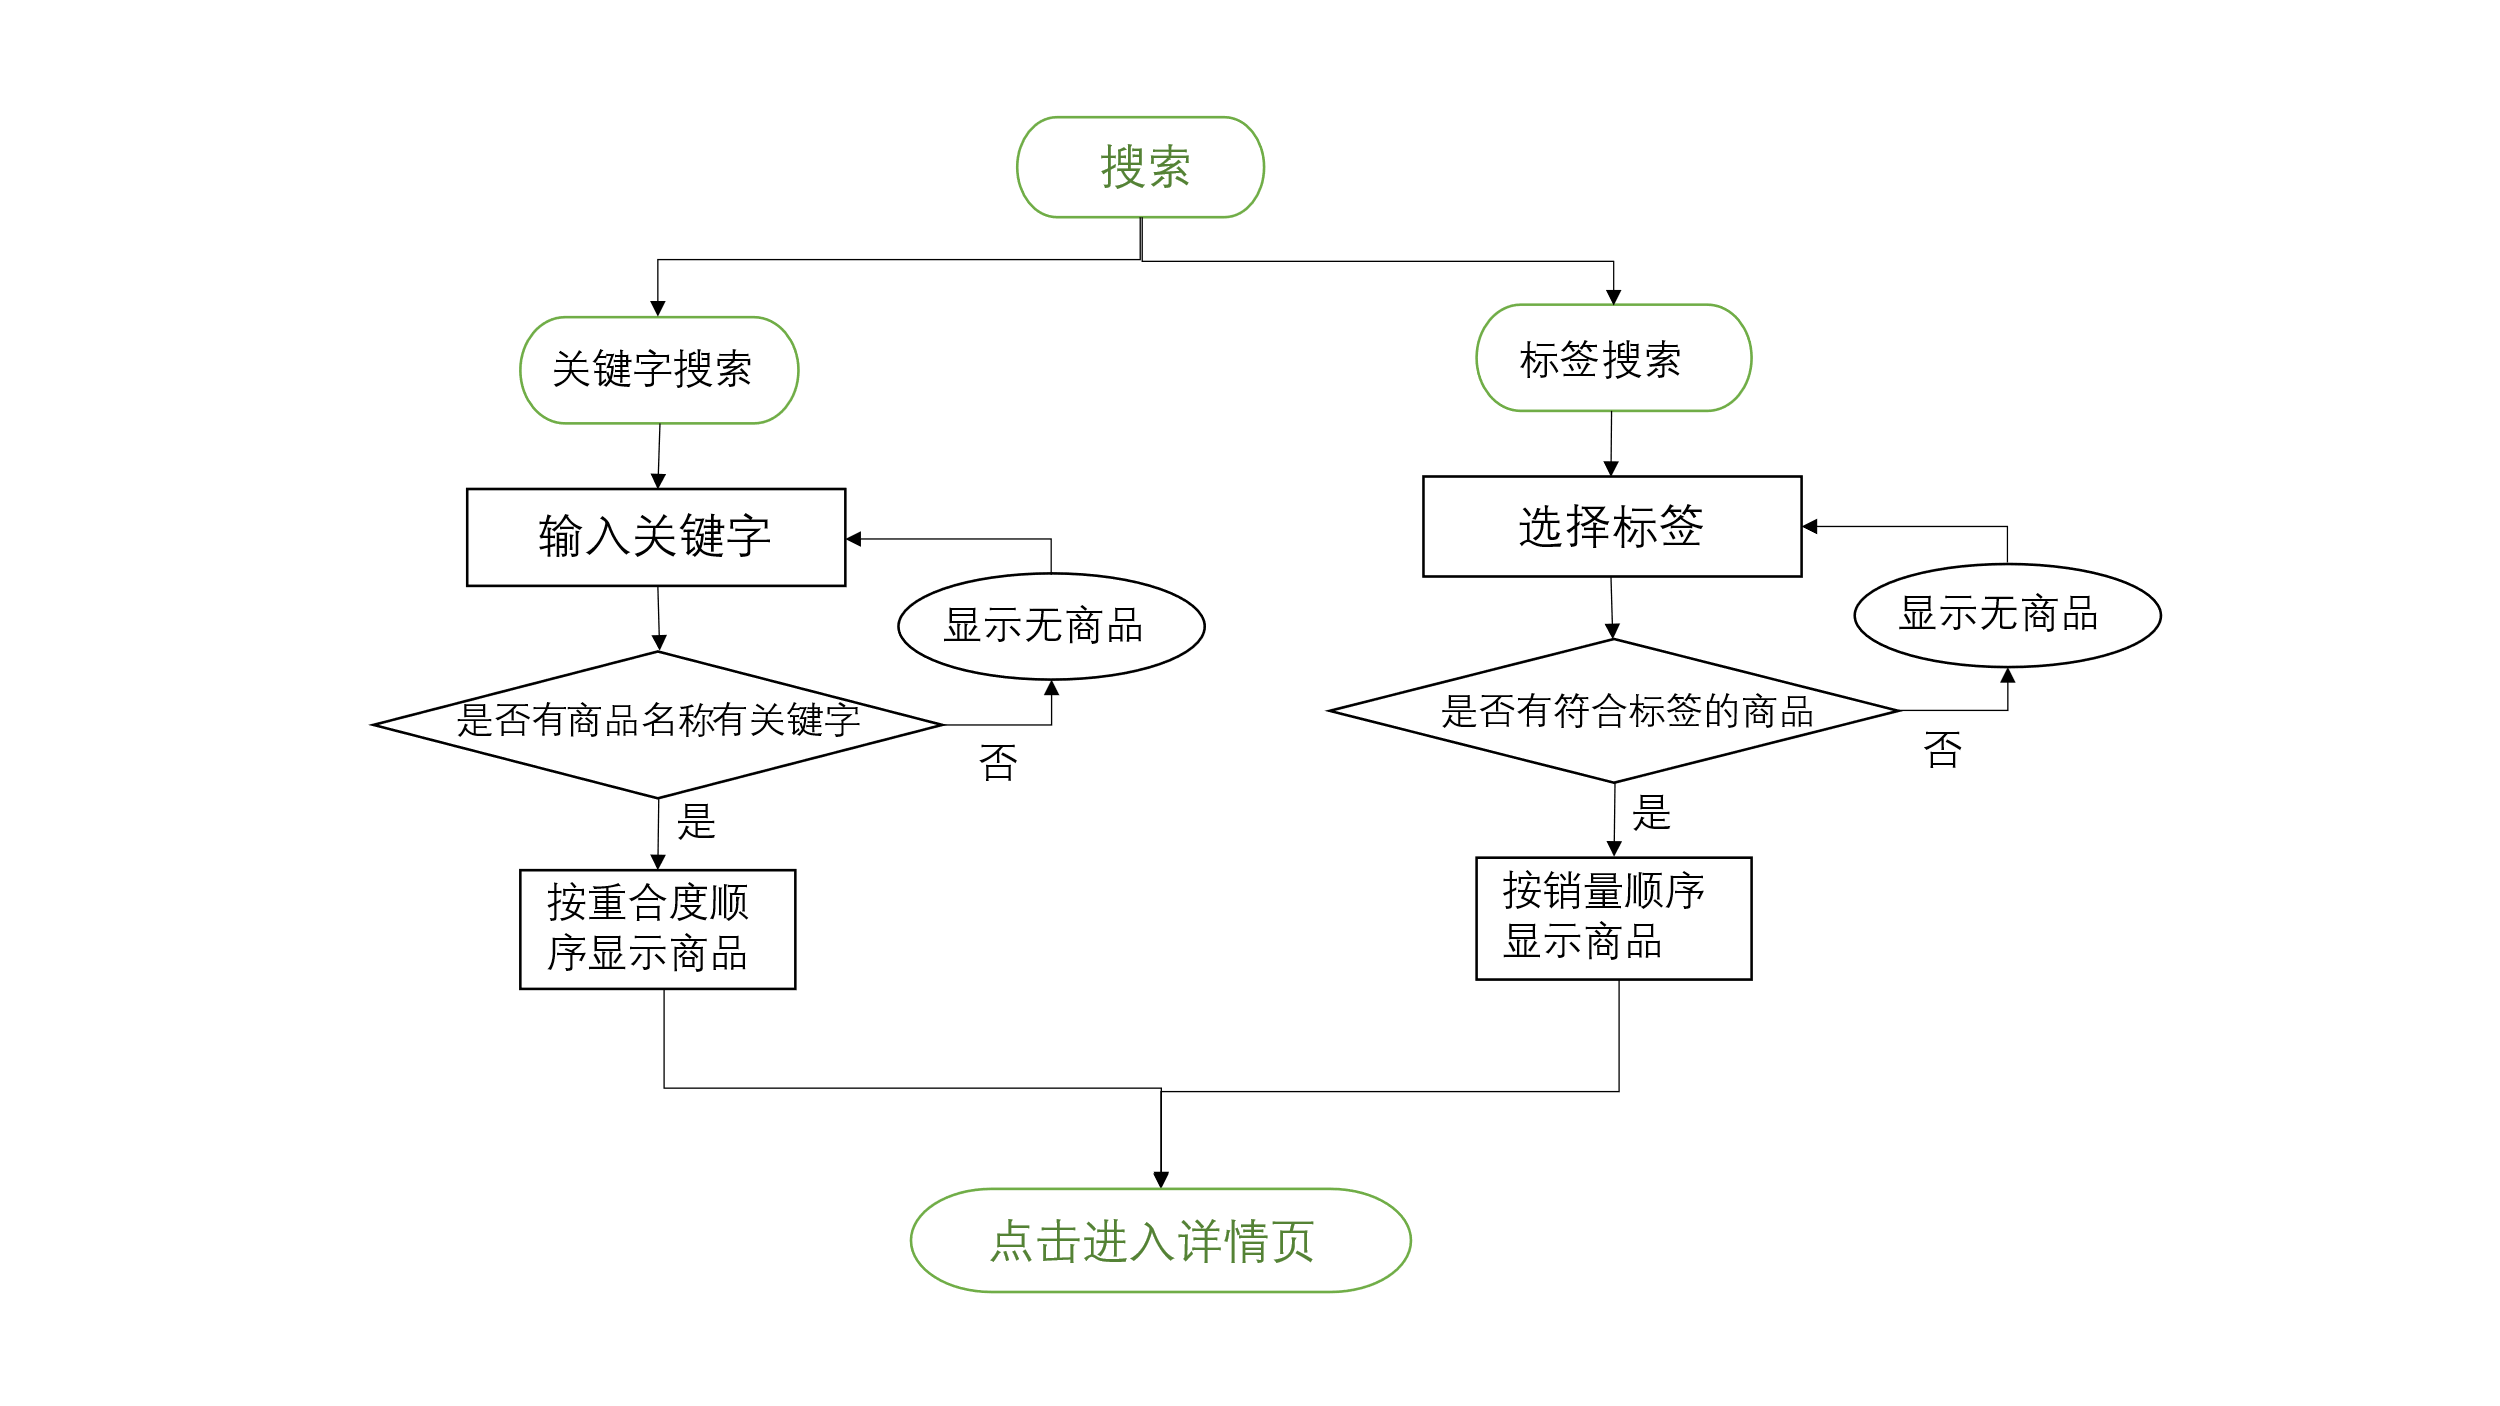 搜索
关键字搜索
标签搜索
输入关键字
选择标签
显示无商品
显示无商品
是否有商品名称有关键字
是否有符合标签的商品
否
否
是
是
按重合度顺
序显示商品
按销量顺序
显示商品
点击进入详情页